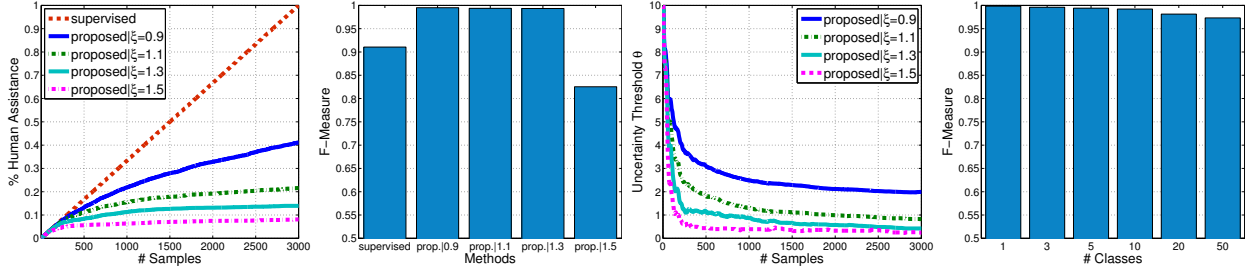 1
0.9
0.8
0.7
0.6
0.5
0.4
0.3
0.2
0.1
0
% Human Assistance
500 1000 1500 2000 2500 3000
# Samples
supervised
proposed|ξ=0.9
proposed|ξ=1.1
proposed|ξ=1.3
proposed|ξ=1.5
1
0.95
0.9
0.85
0.8
0.75
0.7
0.65
0.6
0.55
0.5
F-Measure
supervised prop.|0.9 prop.|1.1 prop.|1.3 prop.|1.5
Methods
10
9
8
7
6
5
4
3
2
1
0
Uncertainty Threshold θ
0 500 1000 1500 2000 2500 3000
# Samples
proposed|ξ=0.9
proposed|ξ=1.1
proposed|ξ=1.3
proposed|ξ=1.5
1
0.95
0.9
0.85
0.8
0.75
0.7
0.65
0.6
0.55
0.5
F-Measure
1 3 5 10 20 50
# Classes